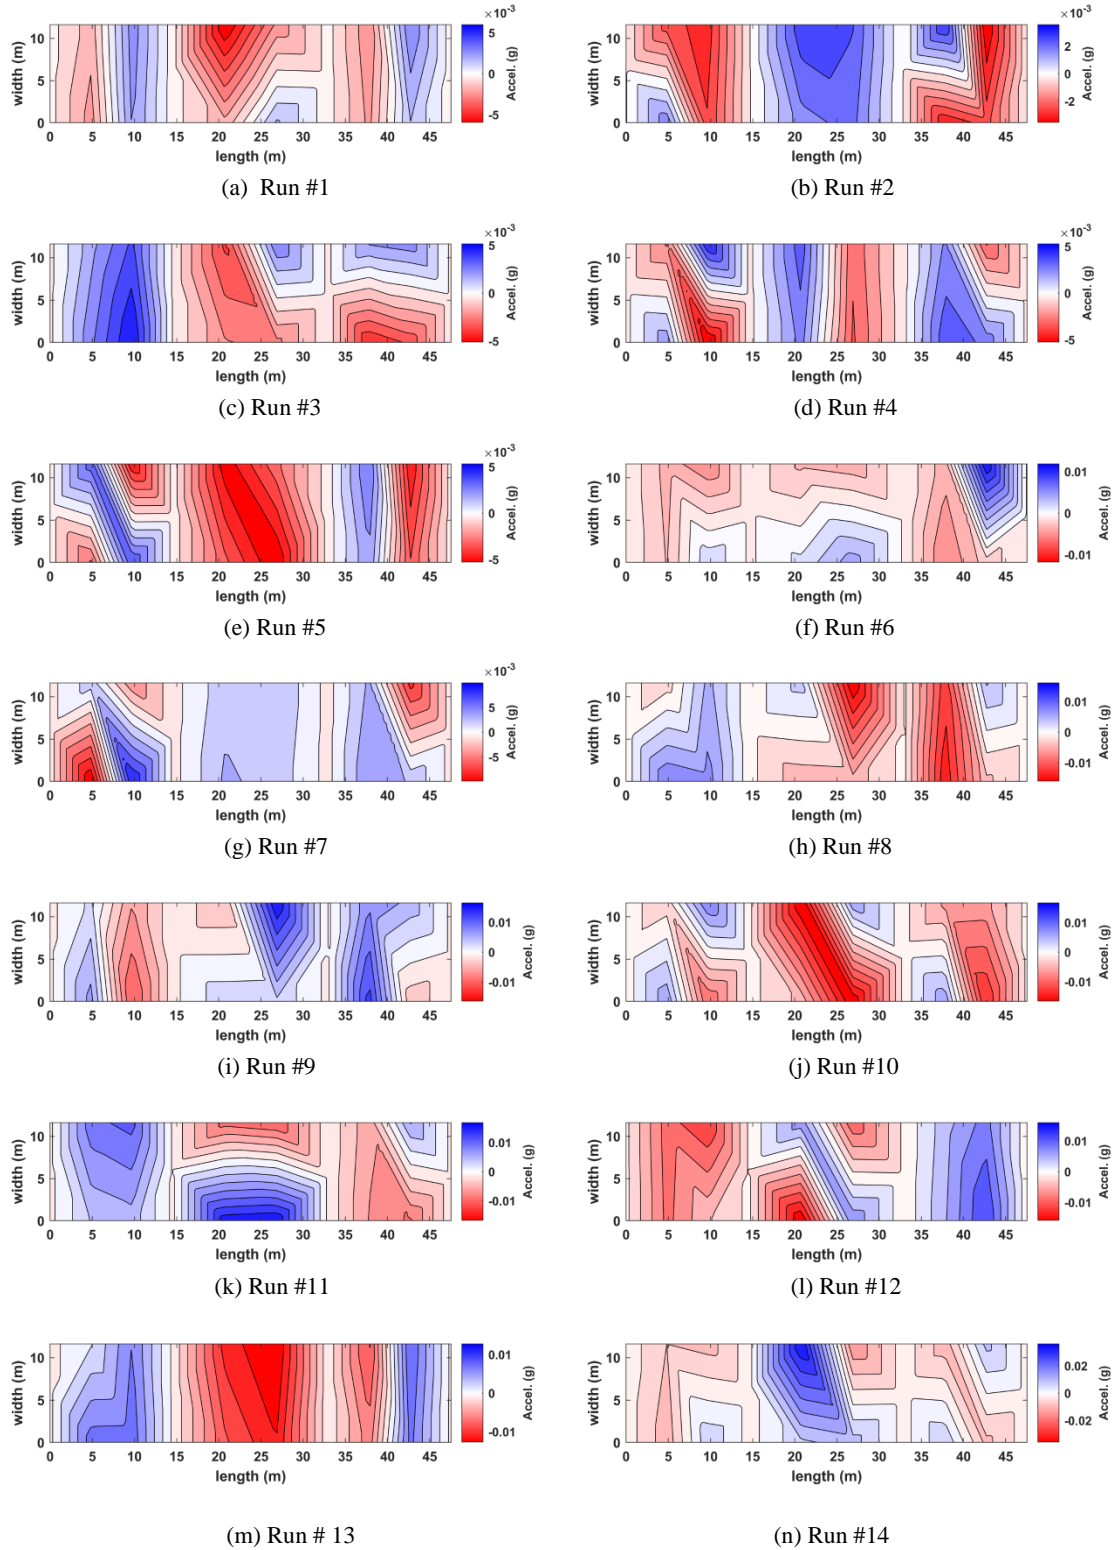 ×10⁻³ ×10⁻³
10 5 0 width (m) 5 0 -5 Accel. (g) 10 5 0 width (m) 2 0 -2 Accel. (g)
0 5 10 15 20 25 30 35 40 45 0 5 10 15 20 25 30 35 40 45
length (m) length (m)
(a) Run #1 (b) Run #2
×10⁻³ ×10⁻³
10 5 0 width (m) 5 0 -5 Accel. (g) 10 5 0 width (m) 5 0 -5 Accel. (g)
0 5 10 15 20 25 30 35 40 45 0 5 10 15 20 25 30 35 40 45
length (m) length (m)
(c) Run #3 (d) Run #4
×10⁻³
10 5 0 width (m) 5 0 -5 Accel. (g) 10 5 0 width (m) 0.01 0 -0.01 Accel. (g)
0 5 10 15 20 25 30 35 40 45 0 5 10 15 20 25 30 35 40 45
length (m) length (m)
(e) Run #5 (f) Run #6
×10⁻³
10 5 0 width (m) 5 0 -5 Accel. (g) 10 5 0 width (m) 0.01 0 -0.01 Accel. (g)
0 5 10 15 20 25 30 35 40 45 0 5 10 15 20 25 30 35 40 45
length (m) length (m)
(g) Run #7 (h) Run #8
10 5 0 width (m) 0.01 0 -0.01 Accel. (g) 10 5 0 width (m) 0.01 0 -0.01 Accel. (g)
0 5 10 15 20 25 30 35 40 45 0 5 10 15 20 25 30 35 40 45
length (m) length (m)
(i) Run #9 (j) Run #10
10 5 0 width (m) 0.01 0 -0.01 Accel. (g) 10 5 0 width (m) 0.01 0 -0.01 Accel. (g)
0 5 10 15 20 25 30 35 40 45 0 5 10 15 20 25 30 35 40 45
length (m) length (m)
(k) Run #11 (l) Run #12
10 5 0 width (m) 0.01 0 -0.01 Accel. (g) 10 5 0 width (m) 0.02 0 -0.02 Accel. (g)
0 5 10 15 20 25 30 35 40 45 0 5 10 15 20 25 30 35 40 45
length (m) length (m)
(m) Run # 13 (n) Run #14